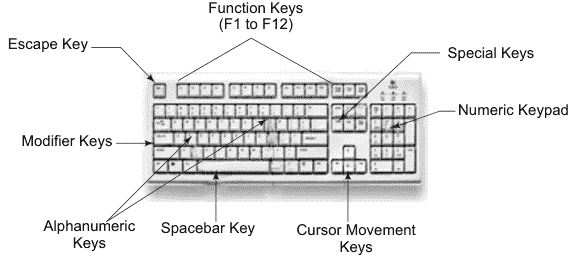 Function Keys
(F1 to F12)
Escape Key
Special Keys
Numeric Keypad
Modifier Keys
Alphanumeric
Keys
Spacebar Key
Cursor Movement
Keys